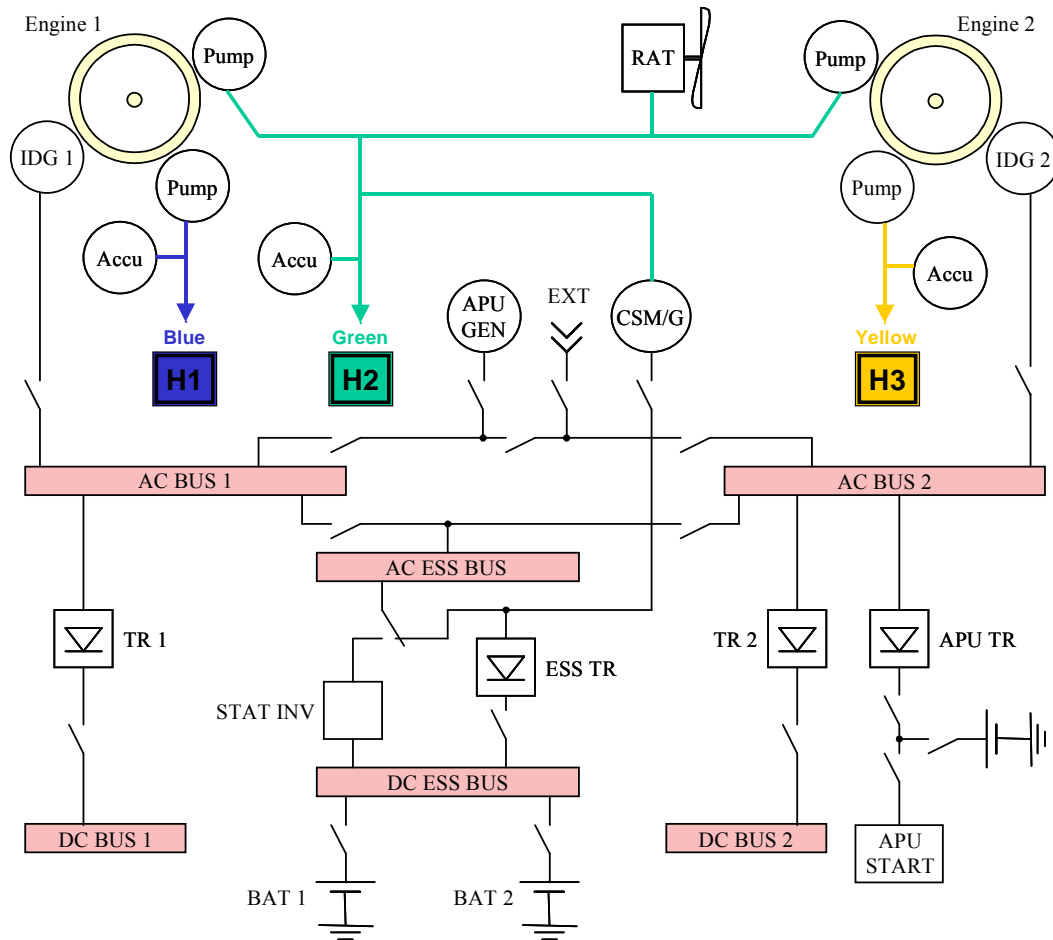 Engine 1
Engine 2
Pump
RAT
Pump
IDG 1
IDG 2
Pump
Pump
Accu
Accu
Accu
APU
GEN
EXT
CSM/G
Blue
Green
Yellow
H1
H2
H3
AC BUS 1
AC BUS 2
AC ESS BUS
TR 1
ESS TR
TR 2
APU TR
STAT INV
DC ESS BUS
DC BUS 1
DC BUS 2
APU
START
BAT 1
BAT 2